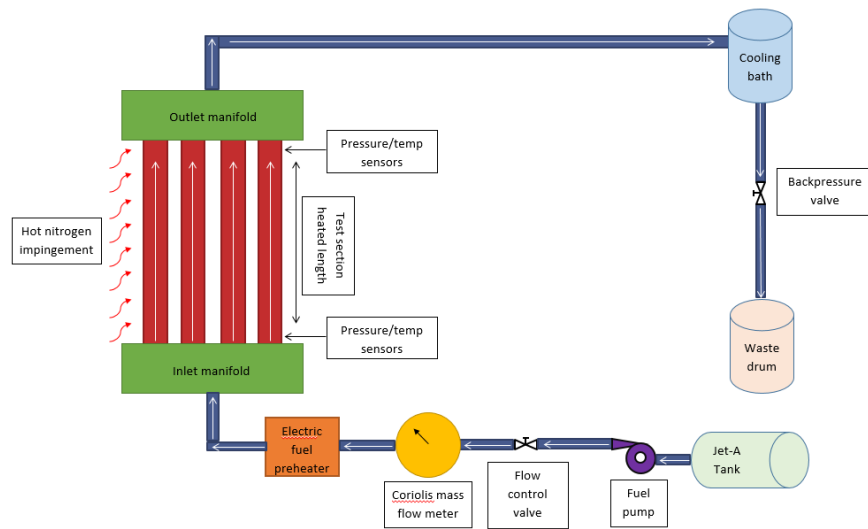 Cooling
bath
Outlet manifold
Pressure/temp
sensors
Backpressure
valve
Hot nitrogen
impingement
Test section
heated length
Pressure/temp
sensors
Waste
drum
Inlet manifold
Electric
fuel
preheater
Jet-A
Tank
Coriolis mass
flow meter
Flow
control
valve
Fuel
pump